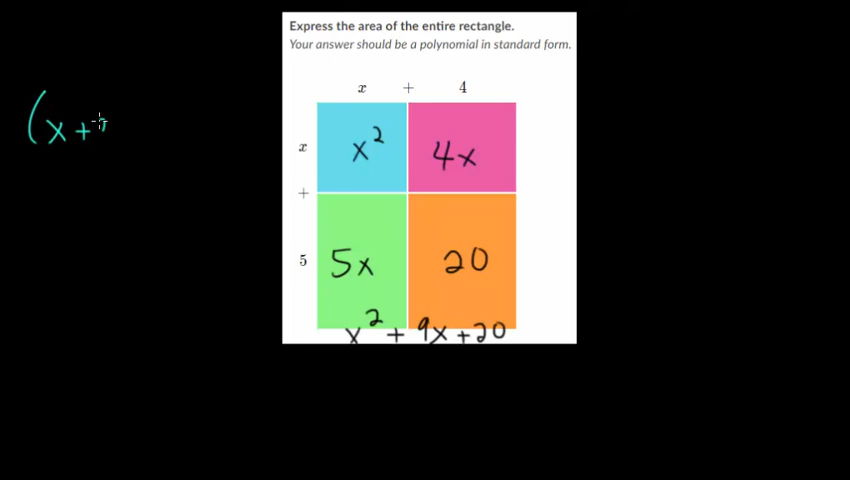 Express the area of the entire rectangle.
Your answer should be a polynomial in standard form.
x + 4
(x +
x x² 4x
+
5 5x 20
x² + 9x + 20